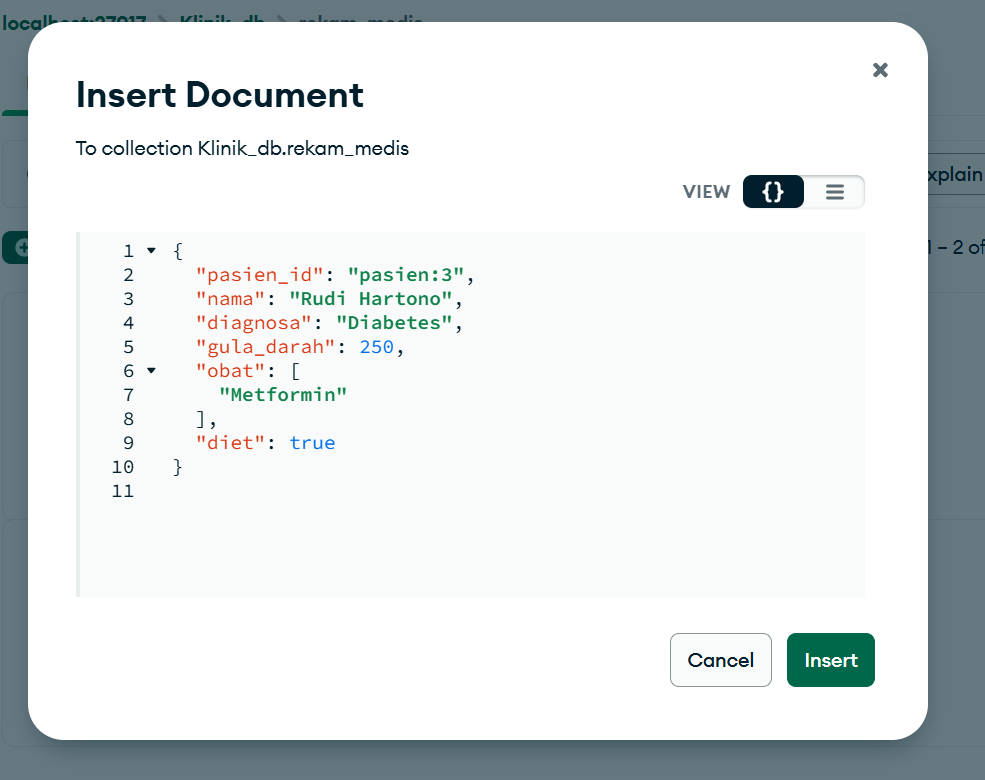 localhost:27017 > Klinik_db > rekam_medis
Insert Document
To collection Klinik_db.rekam_medis
VIEW {}
xplain
1 – 2 of
1 {
2 "pasien_id": "pasien:3",
3 "nama": "Rudi Hartono",
4 "diagnosa": "Diabetes",
5 "gula_darah": 250,
6 "obat": [
7 "Metformin"
8 ],
9 "diet": true
10 }
11
Cancel Insert